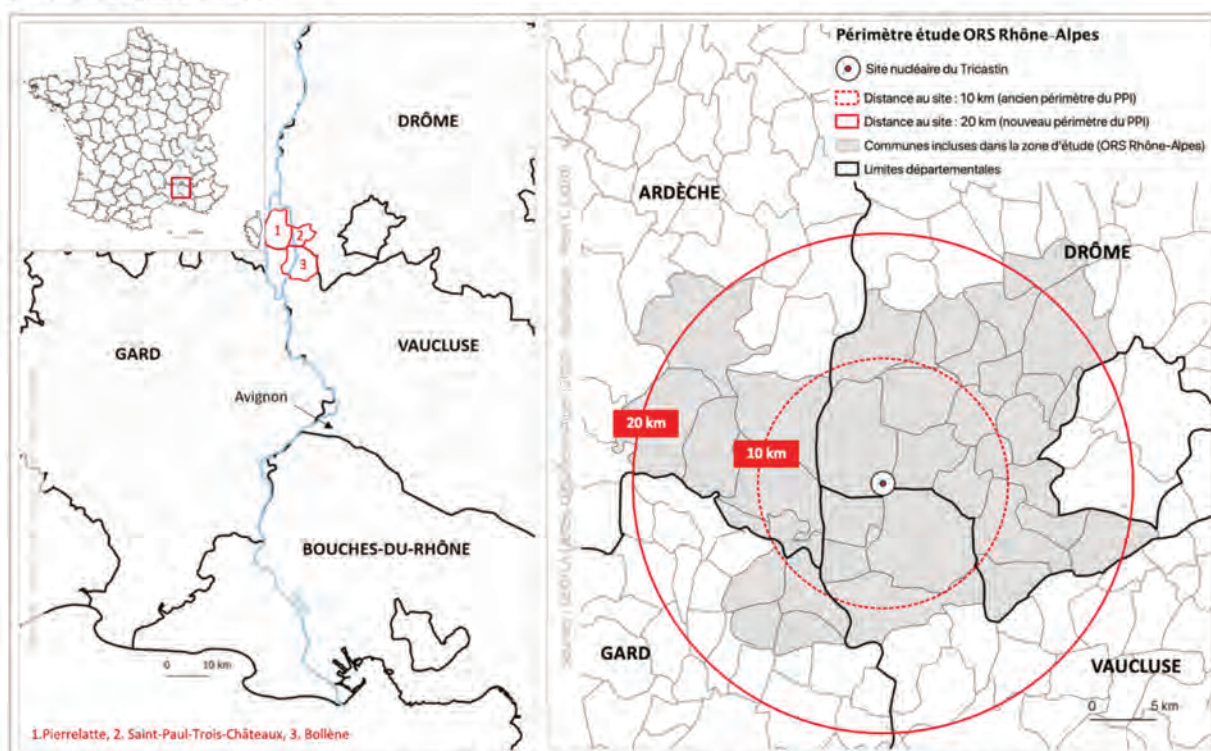 DRÔME
1
2
3
GARD
VAUCLUSE
Avignon
BOUCHES-DU-RHÔNE
0 10 km
1.Pierrelatte, 2. Saint-Paul-Trois-Châteaux, 3. Bollène
Périmètre étude ORS Rhône-Alpes
Site nucléaire du Tricastin
Distance au site : 10 km (ancien périmètre du PPI)
Distance au site : 20 km (nouveau périmètre du PPI)
Communes incluses dans la zone d'étude (ORS Rhône-Alpes)
Limites départementales
ARDÈCHE
DRÔME
20 km
10 km
GARD
VAUCLUSE
0 5 km